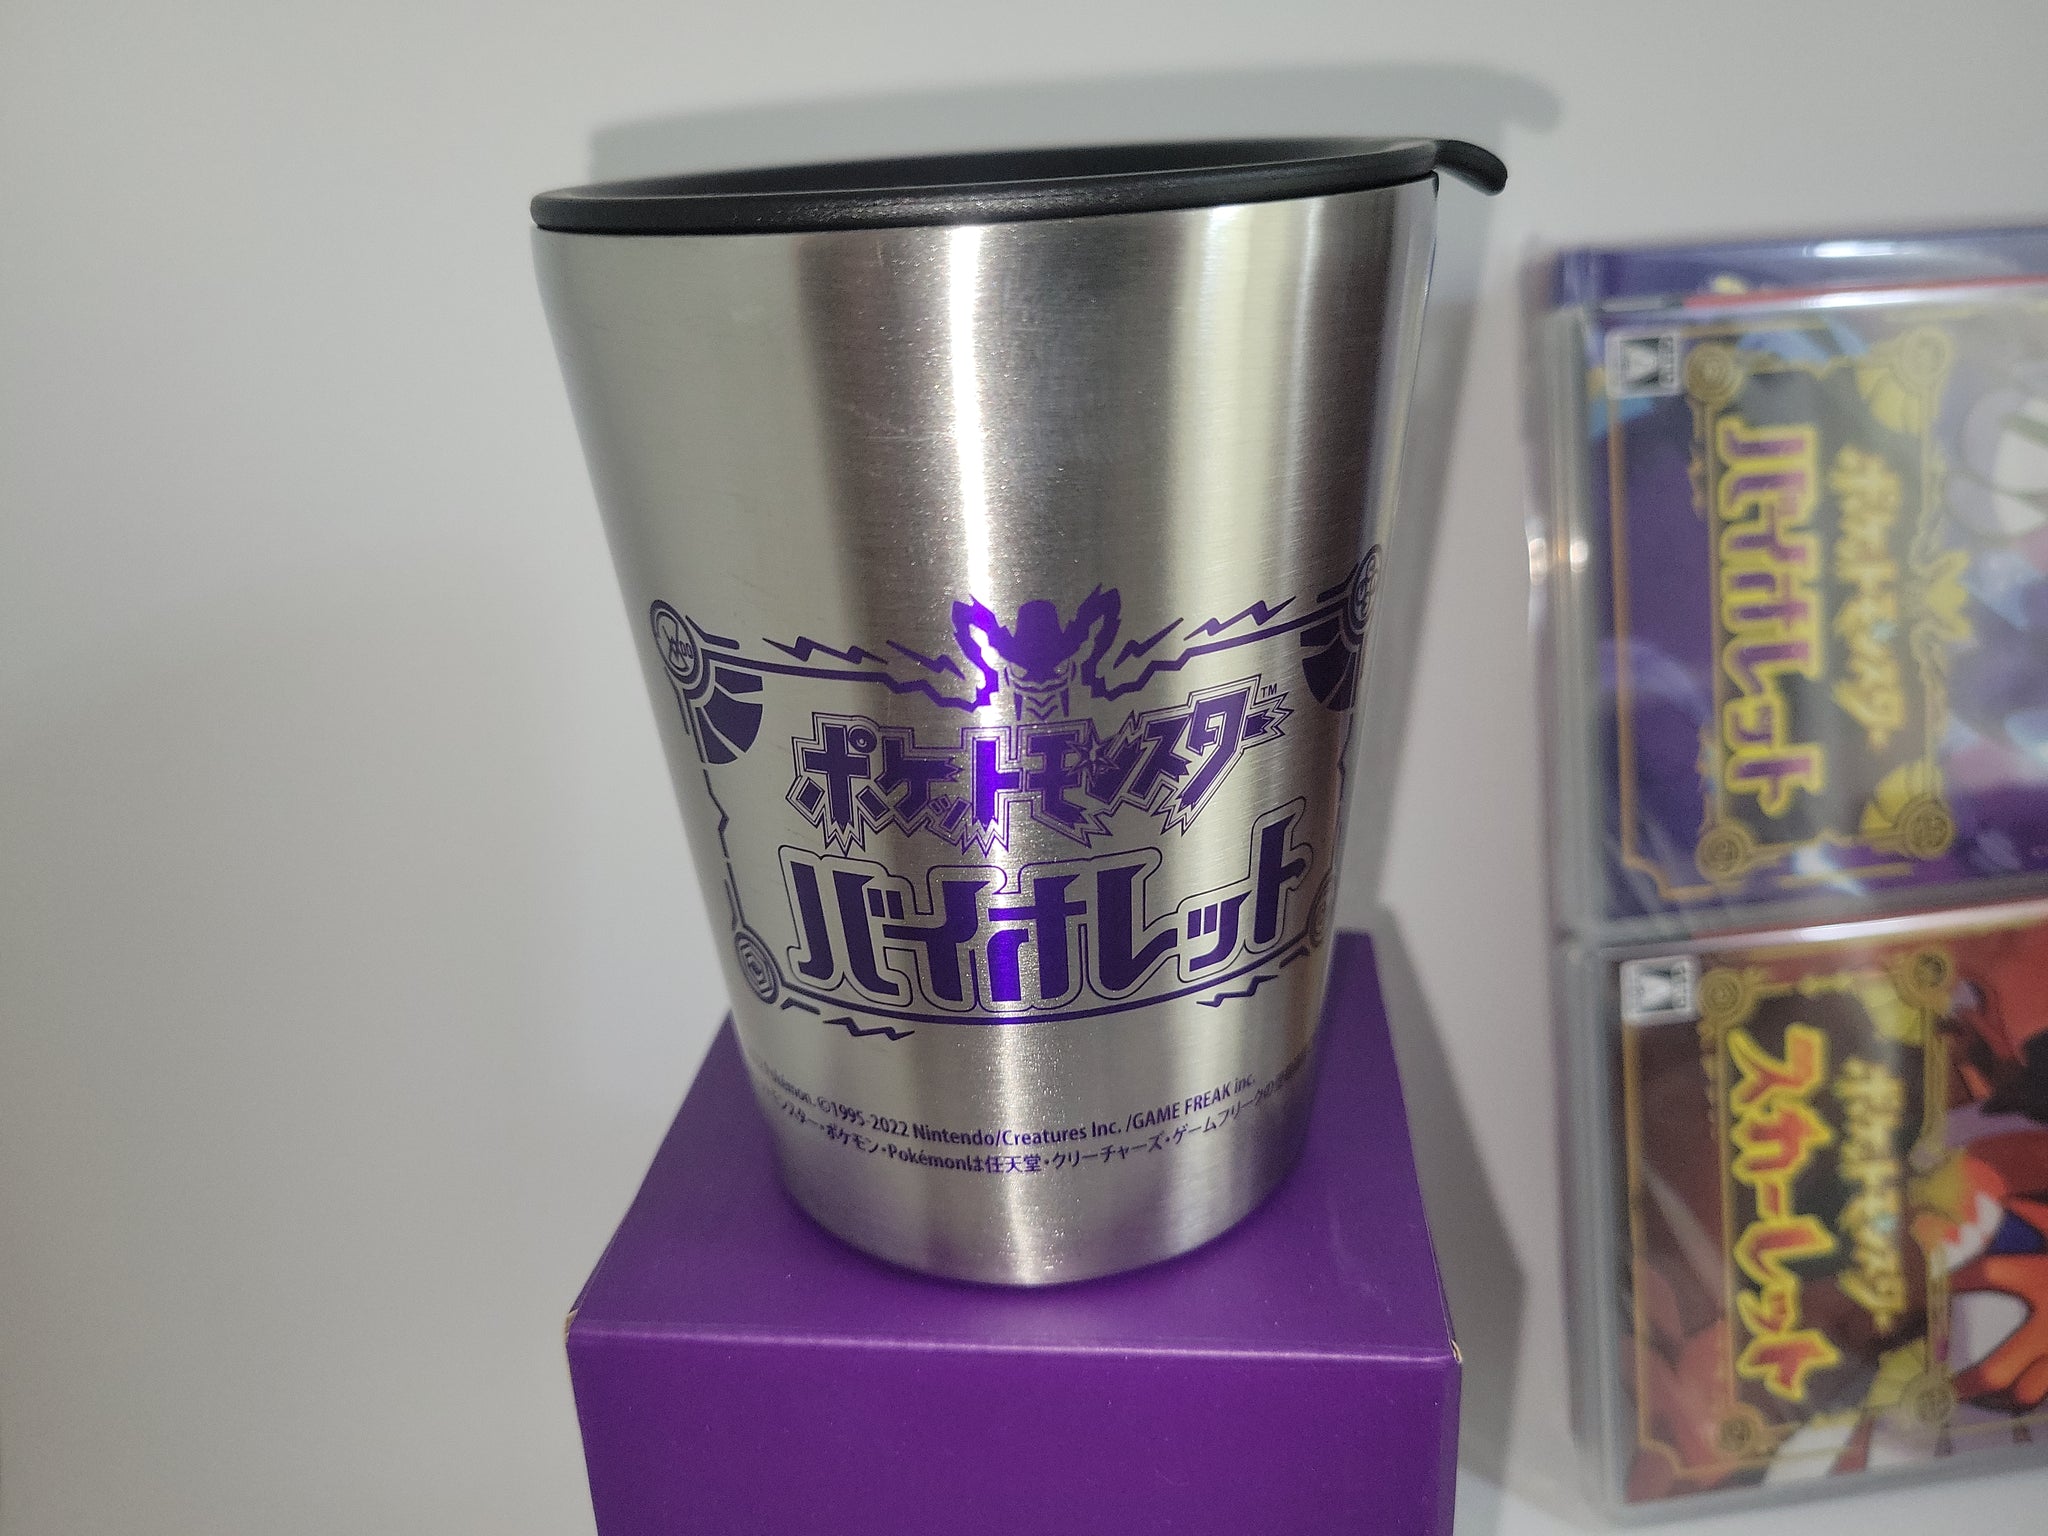 ポケットモンスター™
バイオレット
Pokémon. ©1995-2022 Nintendo/Creatures Inc. /GAME FREAK inc.
モンスター・ポケモン・Pokémonは任天堂・クリーチャーズ・ゲームフリークの
ポケットモンスター
バイオレット
ポケットモンスター
スカーレット